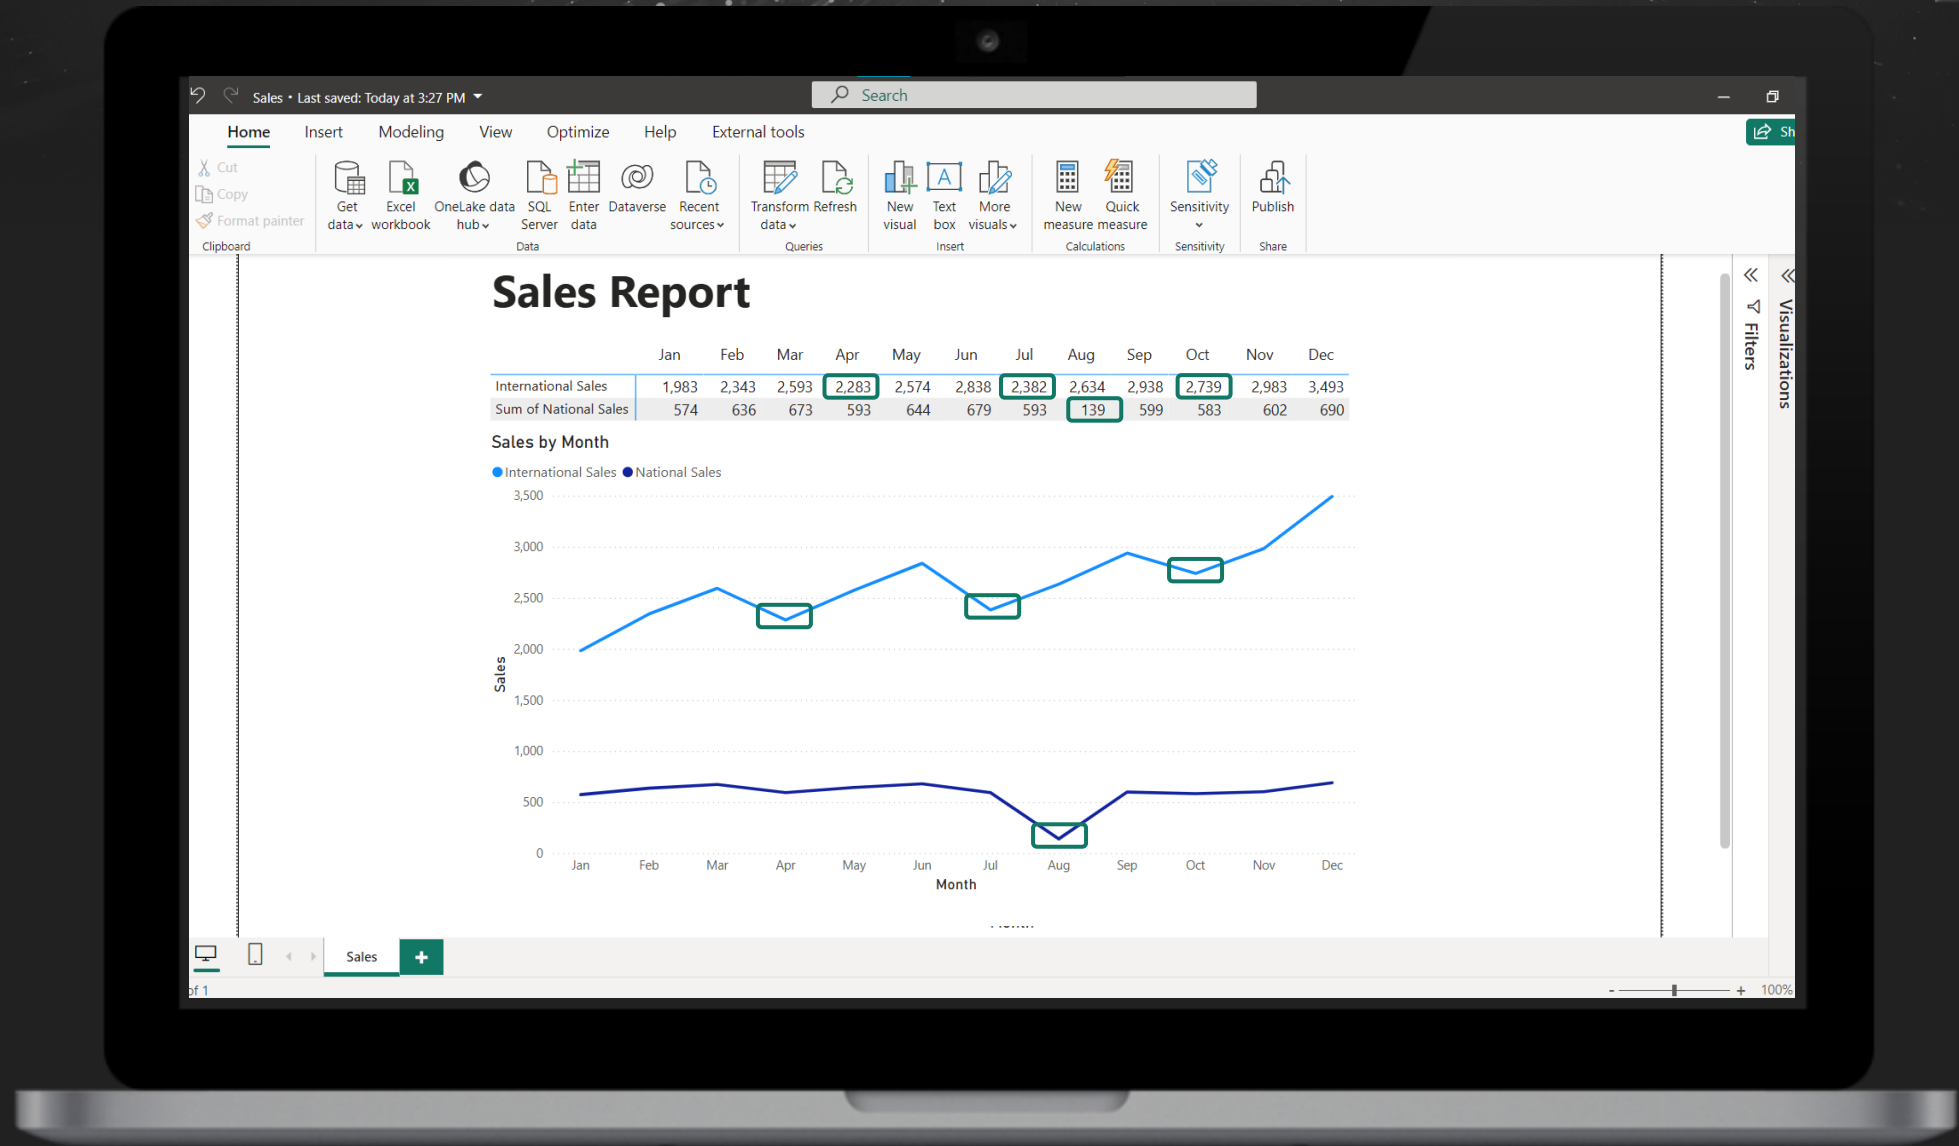 Sales • Last saved: Today at 3:27 PM
Search
Home Insert Modeling View Optimize Help External tools
Sh
Cut
Copy
Format painter
Clipboard
Get data
Excel workbook
OneLake data hub
SQL Server
Enter data
Dataverse
Recent sources
Data
Transform data
Refresh
Queries
New visual
Text box
More visuals
Insert
New measure
Quick measure
Calculations
Sensitivity
Sensitivity
Publish
Share
Sales Report
Jan Feb Mar Apr May Jun Jul Aug Sep Oct Nov Dec
International Sales 1,983 2,343 2,593 2,283 2,574 2,838 2,382 2,634 2,938 2,739 2,983 3,493
Sum of National Sales 574 636 673 593 644 679 593 139 599 583 602 690
Sales by Month
International Sales National Sales
3,500
3,000
2,500
2,000
1,500
1,000
500
0
Sales
Jan Feb Mar Apr May Jun Jul Aug Sep Oct Nov Dec
Month
Filters
Visualizations
Sales
of 1
- + 100%